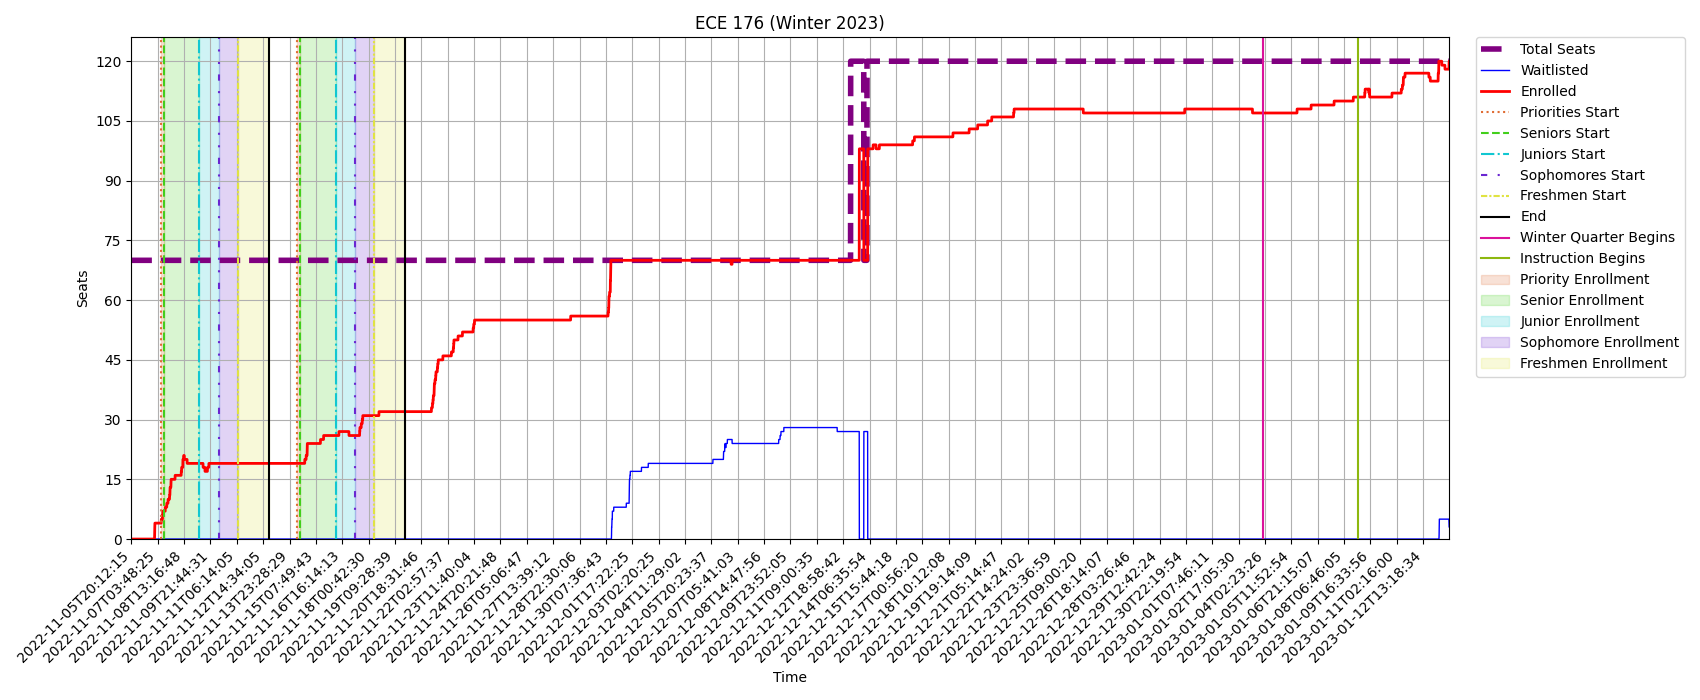 ECE 176 (Winter 2023)
Seats
120
105
90
75
60
45
30
15
0
2022-11-05T20:12:15
2022-11-07T03:48:25
2022-11-08T13:16:48
2022-11-09T21:44:31
2022-11-11T06:14:05
2022-11-12T14:34:05
2022-11-13T23:28:29
2022-11-15T07:49:43
2022-11-16T16:14:13
2022-11-18T00:42:30
2022-11-19T09:28:39
2022-11-20T18:31:46
2022-11-22T02:57:37
2022-11-23T11:40:04
2022-11-24T20:21:48
2022-11-26T05:06:47
2022-11-27T13:39:12
2022-11-28T22:30:06
2022-11-30T07:36:43
2022-12-01T17:22:25
2022-12-03T02:20:25
2022-12-04T11:29:02
2022-12-05T20:23:37
2022-12-07T05:41:03
2022-12-08T14:47:56
2022-12-09T23:52:05
2022-12-11T09:00:35
2022-12-12T18:58:42
2022-12-14T06:35:54
2022-12-15T15:44:18
2022-12-17T00:56:20
2022-12-18T10:12:08
2022-12-19T19:14:09
2022-12-21T05:14:47
2022-12-22T14:24:02
2022-12-23T23:36:59
2022-12-25T09:00:20
2022-12-26T18:14:07
2022-12-28T03:26:46
2022-12-29T12:42:24
2022-12-30T22:19:54
2023-01-01T07:46:11
2023-01-02T17:05:30
2023-01-04T02:23:26
2023-01-05T11:52:54
2023-01-06T21:15:07
2023-01-08T06:46:05
2023-01-09T16:33:56
2023-01-11T02:16:00
2023-01-12T13:18:34
Time
Total Seats
Waitlisted
Enrolled
Priorities Start
Seniors Start
Juniors Start
Sophomores Start
Freshmen Start
End
Winter Quarter Begins
Instruction Begins
Priority Enrollment
Senior Enrollment
Junior Enrollment
Sophomore Enrollment
Freshmen Enrollment